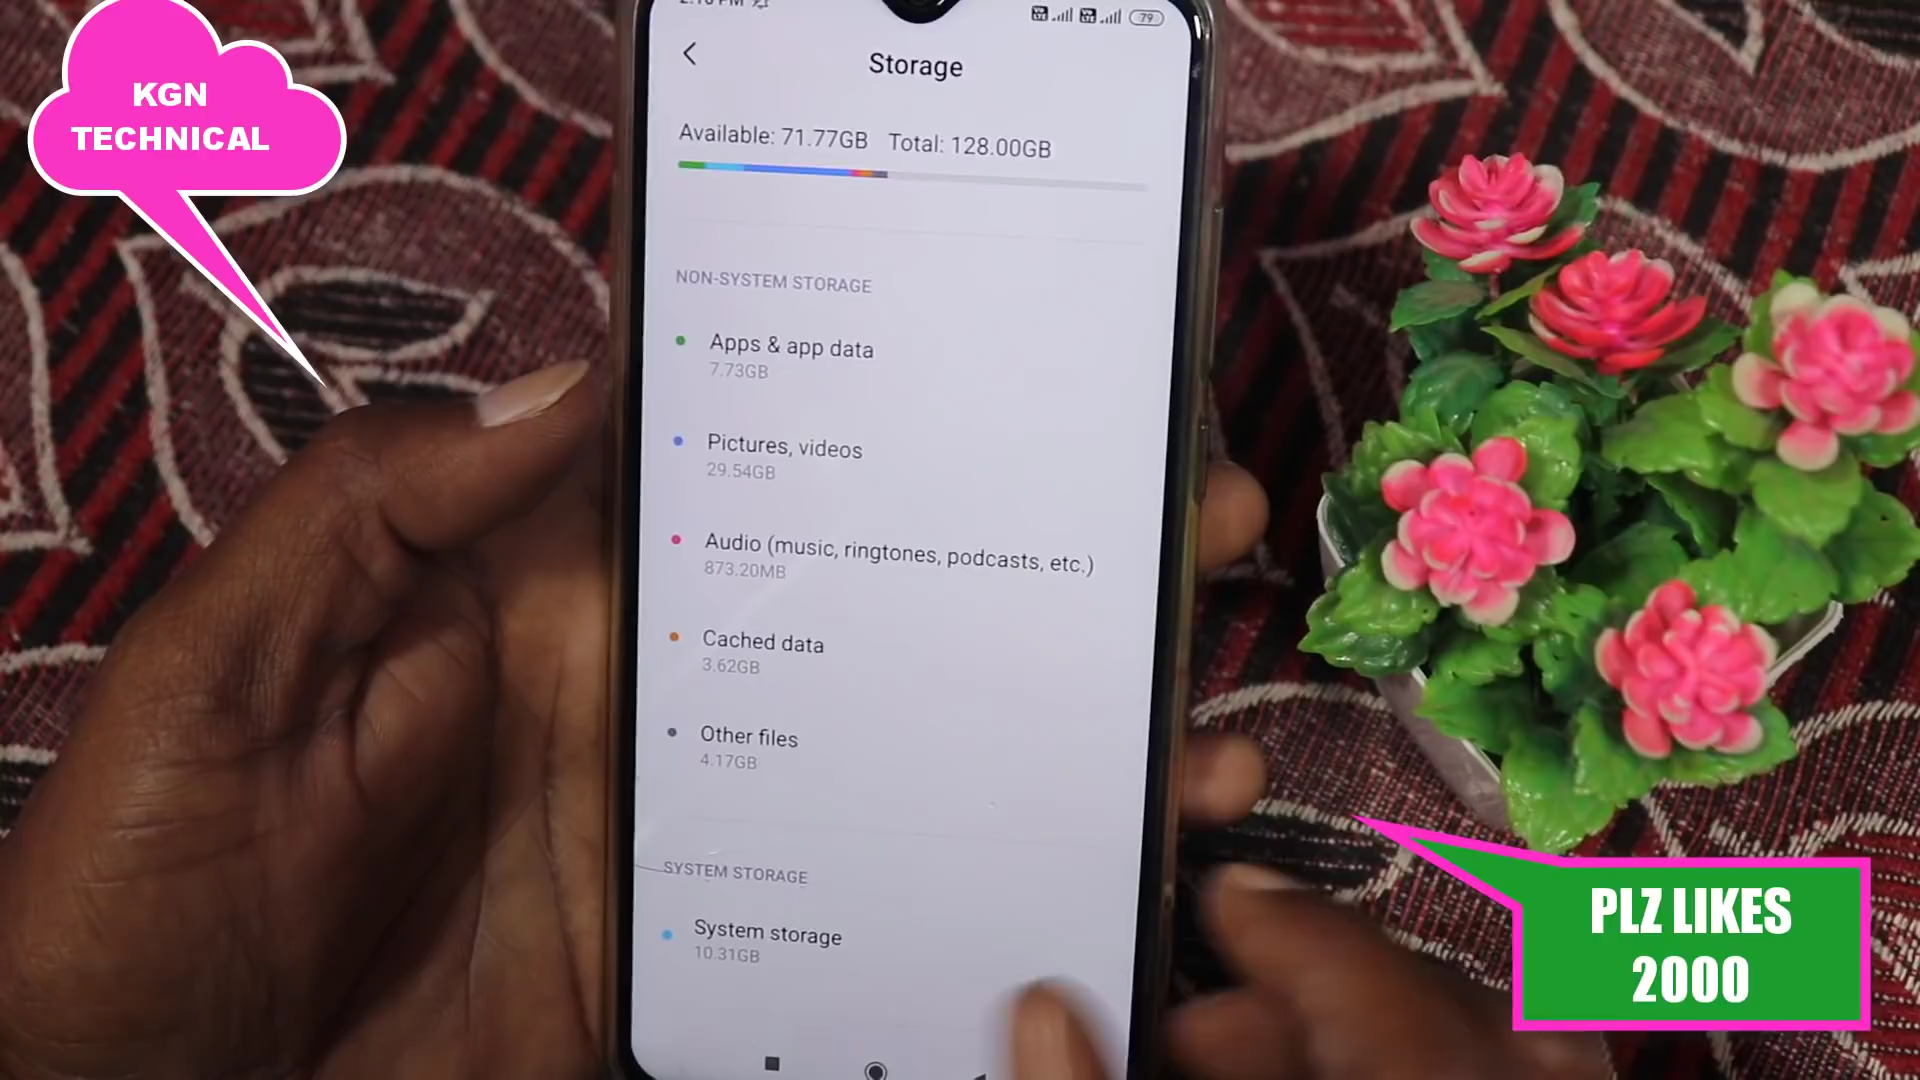 KGN
TECHNICAL
79
Storage
Available: 71.77GB Total: 128.00GB
NON-SYSTEM STORAGE
Apps & app data
7.73GB
Pictures, videos
29.54GB
Audio (music, ringtones, podcasts, etc.)
873.20MB
Cached data
3.62GB
Other files
4.17GB
SYSTEM STORAGE
System storage
10.31GB
PLZ LIKES
2000